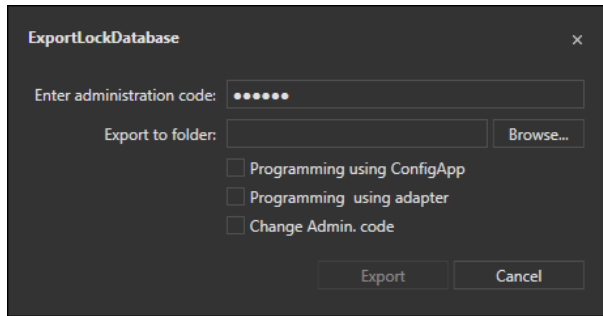 ExportLockDatabase ×
Enter administration code: ●●●●●●
Export to folder: Browse...
Programming using ConfigApp
Programming  using adapter
Change Admin. code
Export Cancel